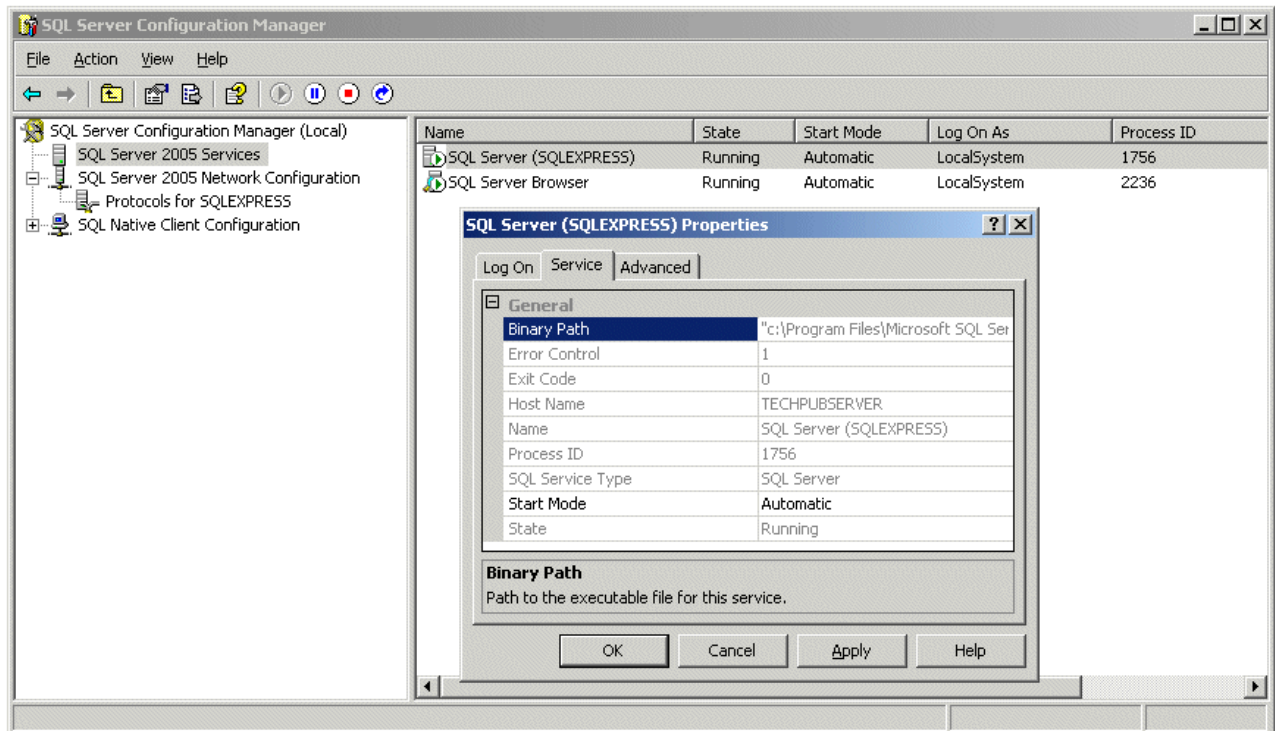 SQL Server Configuration Manager
File Action View Help
SQL Server Configuration Manager (Local)
SQL Server 2005 Services
SQL Server 2005 Network Configuration
Protocols for SQLEXPRESS
SQL Native Client Configuration
Name State Start Mode Log On As Process ID
SQL Server (SQLEXPRESS) Running Automatic LocalSystem 1756
SQL Server Browser Running Automatic LocalSystem 2236
SQL Server (SQLEXPRESS) Properties
Log On Service Advanced
General
Binary Path "c:\Program Files\Microsoft SQL Ser
Error Control 1
Exit Code 0
Host Name TECHPUBSERVER
Name SQL Server (SQLEXPRESS)
Process ID 1756
SQL Service Type SQL Server
Start Mode Automatic
State Running
Binary Path
Path to the executable file for this service.
OK Cancel Apply Help